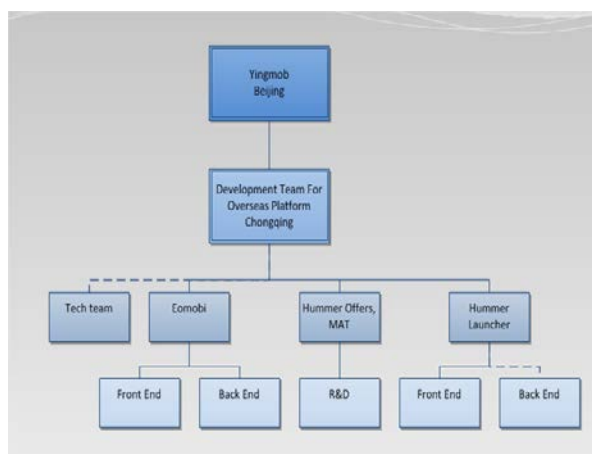 Yingmob
Beijing
Development Team For
Overseas Platform
Chongqing
Tech team
Eomobi
Hummer Offers,
MAT
Hummer
Launcher
Front End
Back End
R&D
Front End
Back End